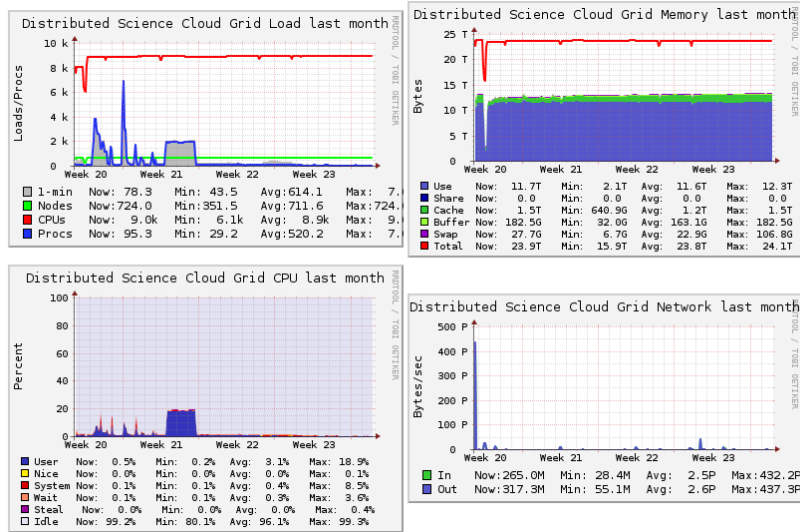 Distributed Science Cloud Grid Load last month
RRDTOOL / TOBI OETIKER
Loads/Procs
10 k
8 k
6 k
4 k
2 k
0
Week 20 Week 21 Week 22 Week 23
1-min Now: 78.3 Min: 43.5 Avg:614.1 Max: 7.
Nodes Now:724.0 Min:351.5 Avg:711.6 Max:724.
CPUs Now: 9.0k Min: 6.1k Avg: 8.9k Max: 9.
Procs Now: 95.3 Min: 29.2 Avg:520.2 Max: 7.
Distributed Science Cloud Grid Memory last month
RRDTOOL / TOBI OETIKER
Bytes
25 T
20 T
15 T
10 T
5 T
0
Week 20 Week 21 Week 22 Week 23
Use Now: 11.7T Min: 2.1T Avg: 11.6T Max: 12.3T
Share Now: 0.0 Min: 0.0 Avg: 0.0 Max: 0.0
Cache Now: 1.5T Min: 640.9G Avg: 1.2T Max: 1.5T
Buffer Now: 182.5G Min: 32.0G Avg: 163.1G Max: 182.5G
Swap Now: 27.7G Min: 6.7G Avg: 22.9G Max: 106.8G
Total Now: 23.9T Min: 15.9T Avg: 23.8T Max: 24.1T
Distributed Science Cloud Grid CPU last month
RRDTOOL / TOBI OETIKER
Percent
100
80
60
40
20
0
Week 20 Week 21 Week 22 Week 23
User Now: 0.5% Min: 0.2% Avg: 3.1% Max: 18.9%
Nice Now: 0.0% Min: 0.0% Avg: 0.0% Max: 0.1%
System Now: 0.1% Min: 0.1% Avg: 0.4% Max: 8.5%
Wait Now: 0.1% Min: 0.1% Avg: 0.3% Max: 3.6%
Steal Now: 0.0% Min: 0.0% Avg: 0.0% Max: 0.4%
Idle Now: 99.2% Min: 80.1% Avg: 96.1% Max: 99.3%
Distributed Science Cloud Grid Network last month
RRDTOOL / TOBI OETIKER
Bytes/sec
500 P
400 P
300 P
200 P
100 P
0
Week 20 Week 21 Week 22 Week 23
In Now:265.0M Min: 28.4M Avg: 2.5P Max:432.2P
Out Now:317.3M Min: 55.1M Avg: 2.6P Max:437.3P